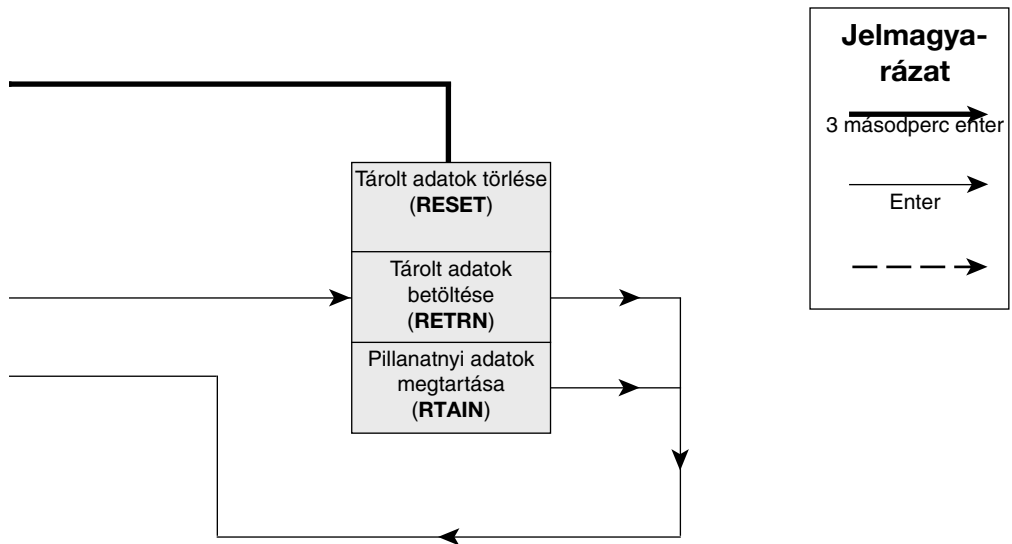 Jelmagya-
rázat
3 másodperc enter
Enter
Tárolt adatok törlése
(RESET)
Tárolt adatok
betöltése
(RETRN)
Pillanatnyi adatok
megtartása
(RTAIN)